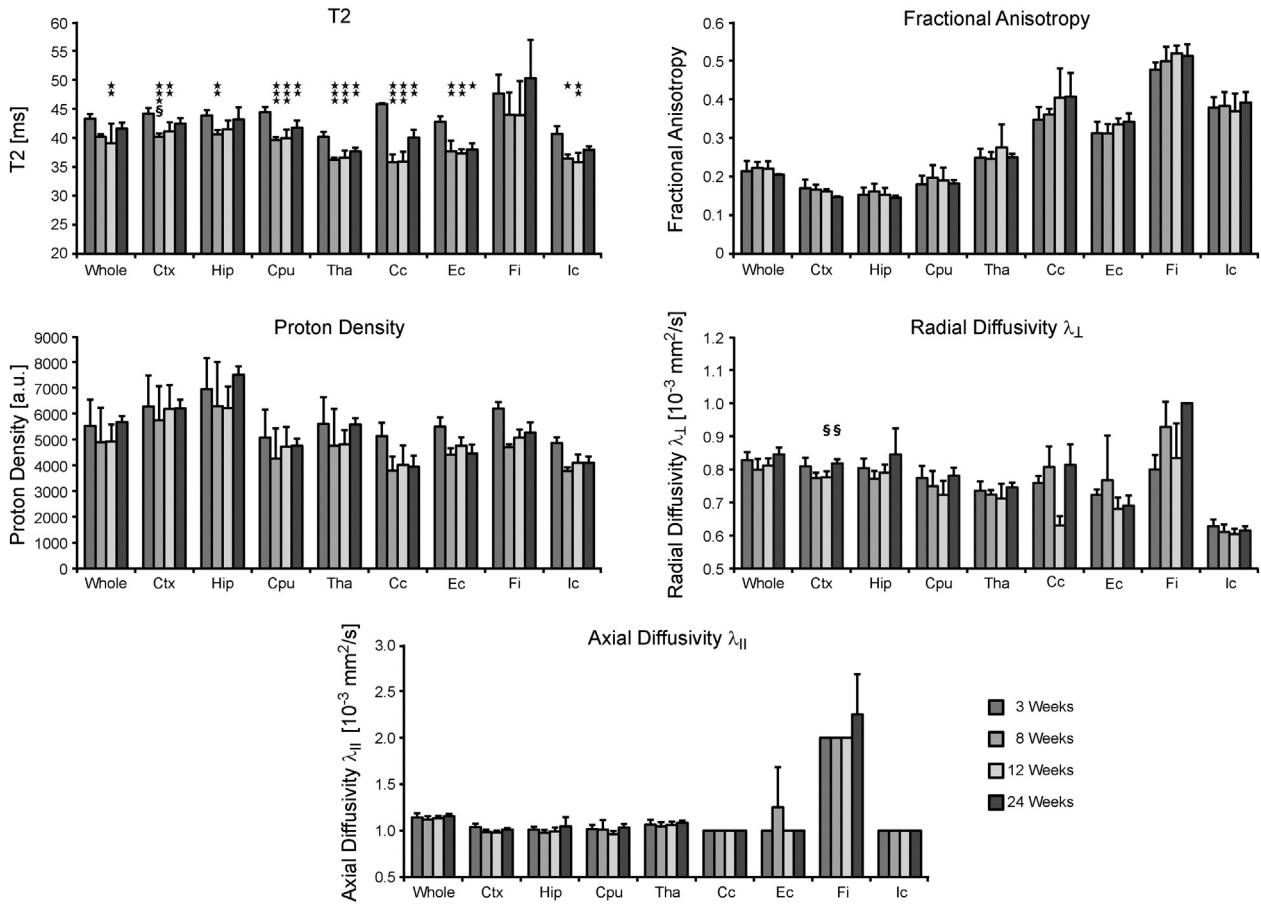 T2
T2 [ms]
60
55
50
45
40
35
30
25
20
★★ ★★★ § ★★ ★★ ★★★ ★★★ ★★ ★★★ ★★★ ★★ ★★★ ★★★ ★★ ★★ ★★ ★ ★ ★★
Whole Ctx Hip Cpu Tha Cc Ec Fi Ic
Fractional Anisotropy
Fractional Anisotropy
0.6
0.5
0.4
0.3
0.2
0.1
0
Whole Ctx Hip Cpu Tha Cc Ec Fi Ic
Proton Density
Proton Density [a.u.]
9000
8000
7000
6000
5000
4000
3000
2000
1000
0
Whole Ctx Hip Cpu Tha Cc Ec Fi Ic
Radial Diffusivity λ⊥
Radial Diffusivity λ⊥ [10⁻³ mm²/s]
1.2
1.1
1.0
0.9
0.8
0.7
0.6
0.5
§§
Whole Ctx Hip Cpu Tha Cc Ec Fi Ic
Axial Diffusivity λ||
Axial Diffusivity λ|| [10⁻³ mm²/s]
3.0
2.5
2.0
1.5
1.0
0.5
Whole Ctx Hip Cpu Tha Cc Ec Fi Ic
3 Weeks
8 Weeks
12 Weeks
24 Weeks